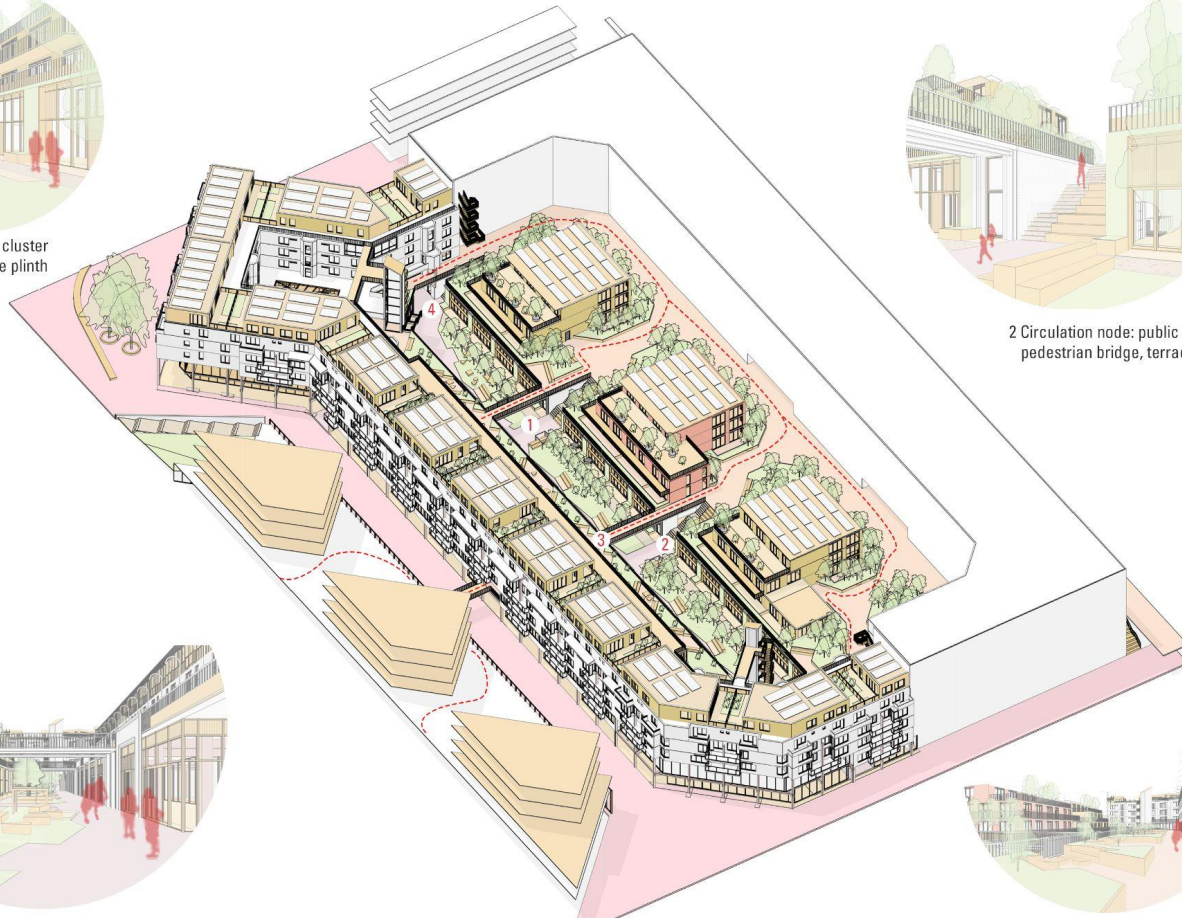 cluster
e plinth
2 Circulation node: public
pedestrian bridge, terrac
4
1
3
2